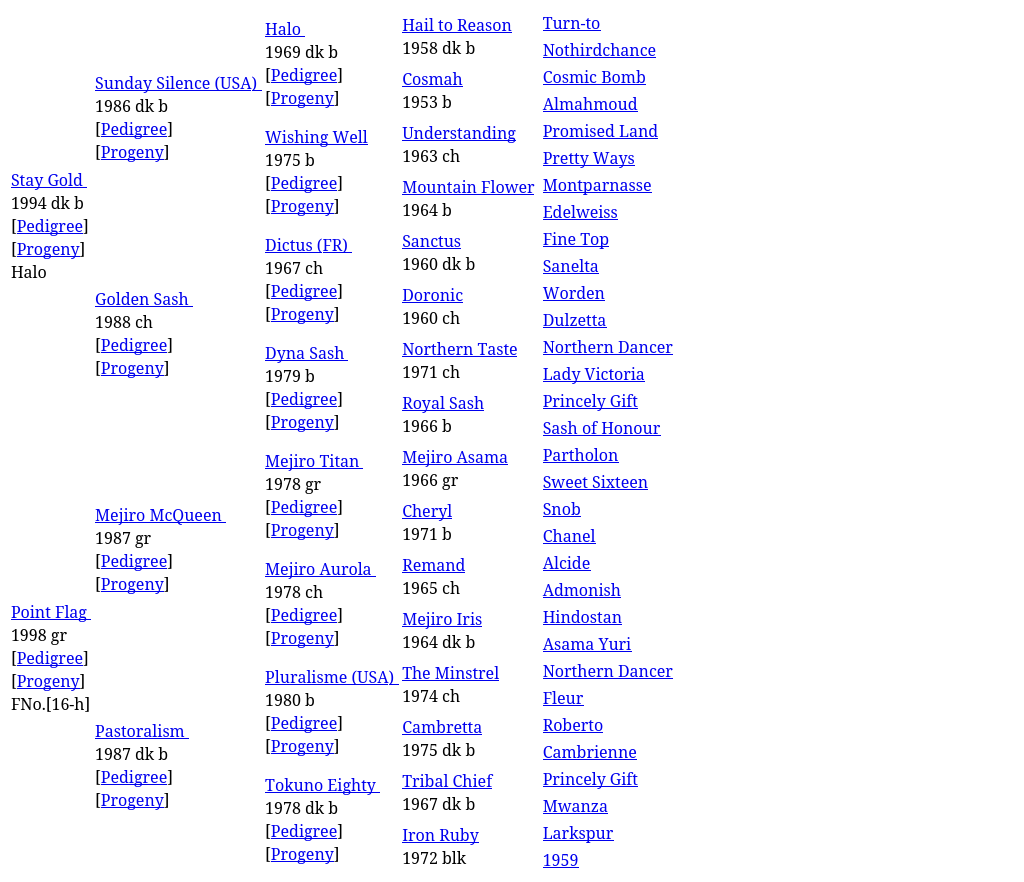 Stay Gold
1994 dk b
[Pedigree]
[Progeny]
Halo
Sunday Silence (USA)
1986 dk b
[Pedigree]
[Progeny]
Halo
1969 dk b
[Pedigree]
[Progeny]
Hail to Reason
1958 dk b
Turn-to
Nothirdchance
Cosmah
1953 b
Cosmic Bomb
Almahmoud
Wishing Well
1975 b
[Pedigree]
[Progeny]
Understanding
1963 ch
Promised Land
Pretty Ways
Mountain Flower
1964 b
Montparnasse
Edelweiss
Golden Sash
1988 ch
[Pedigree]
[Progeny]
Dictus (FR)
1967 ch
[Pedigree]
[Progeny]
Sanctus
1960 dk b
Fine Top
Sanelta
Doronic
1960 ch
Worden
Dulzetta
Dyna Sash
1979 b
[Pedigree]
[Progeny]
Northern Taste
1971 ch
Northern Dancer
Lady Victoria
Royal Sash
1966 b
Princely Gift
Sash of Honour
Point Flag
1998 gr
[Pedigree]
[Progeny]
FNo.[16-h]
Mejiro McQueen
1987 gr
[Pedigree]
[Progeny]
Mejiro Titan
1978 gr
[Pedigree]
[Progeny]
Mejiro Asama
1966 gr
Partholon
Sweet Sixteen
Cheryl
1971 b
Snob
Chanel
Mejiro Aurola
1978 ch
[Pedigree]
[Progeny]
Remand
1965 ch
Alcide
Admonish
Mejiro Iris
1964 dk b
Hindostan
Asama Yuri
Pastoralism
1987 dk b
[Pedigree]
[Progeny]
Pluralisme (USA)
1980 b
[Pedigree]
[Progeny]
The Minstrel
1974 ch
Northern Dancer
Fleur
Cambretta
1975 dk b
Roberto
Cambrienne
Tokuno Eighty
1978 dk b
[Pedigree]
[Progeny]
Tribal Chief
1967 dk b
Princely Gift
Mwanza
Iron Ruby
1972 blk
Larkspur
1959